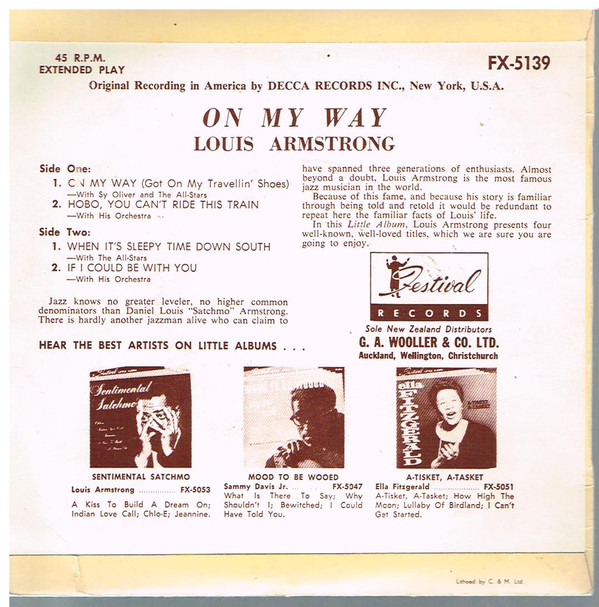 45 R.P.M.
EXTENDED PLAY
FX-5139
Original Recording in America by DECCA RECORDS INC., New York, U.S.A.
ON MY WAY
LOUIS ARMSTRONG
Side One:
1. ON MY WAY (Got On My Travellin' Shoes)
—With Sy Oliver and The All-Stars
2. HOBO, YOU CAN'T RIDE THIS TRAIN
—With His Orchestra
Side Two:
1. WHEN IT'S SLEEPY TIME DOWN SOUTH
—With The All-Stars
2. IF I COULD BE WITH YOU
—With His Orchestra
Jazz knows no greater leveler, no higher common
denominators than Daniel Louis "Satchmo" Armstrong.
There is hardly another jazzman alive who can claim to
have spanned three generations of enthusiasts. Almost
beyond a doubt, Louis Armstrong is the most famous
jazz musician in the world.
Because of this fame, and because his story is familiar
through being told and retold it would be redundant to
repeat here the familiar facts of Louis' life.
In this Little Album, Louis Armstrong presents four
well-known, well-loved titles, which we are sure you are
going to enjoy.
Festival
RECORDS
Sole New Zealand Distributors
G. A. WOOLLER & CO. LTD.
Auckland, Wellington, Christchurch
HEAR THE BEST ARTISTS ON LITTLE ALBUMS . . .
Sentimental
Satchmo
ella
FITZGERALD
SENTIMENTAL SATCHMO
Louis Armstrong ............ FX-5053
A Kiss To Build A Dream On;
Indian Love Call; Chlo-E; Jeannine.
MOOD TO BE WOOED
Sammy Davis Jr. ............ FX-5047
What Is There To Say; Why
Shouldn't I; Bewitched; I Could
Have Told You.
A-TISKET, A-TASKET
Ella Fitzgerald ............ FX-5051
A-Tisket, A-Tasket; How High The
Moon; Lullaby Of Birdland; I Can't
Get Started.
Lithoed by C. & M. Ltd.